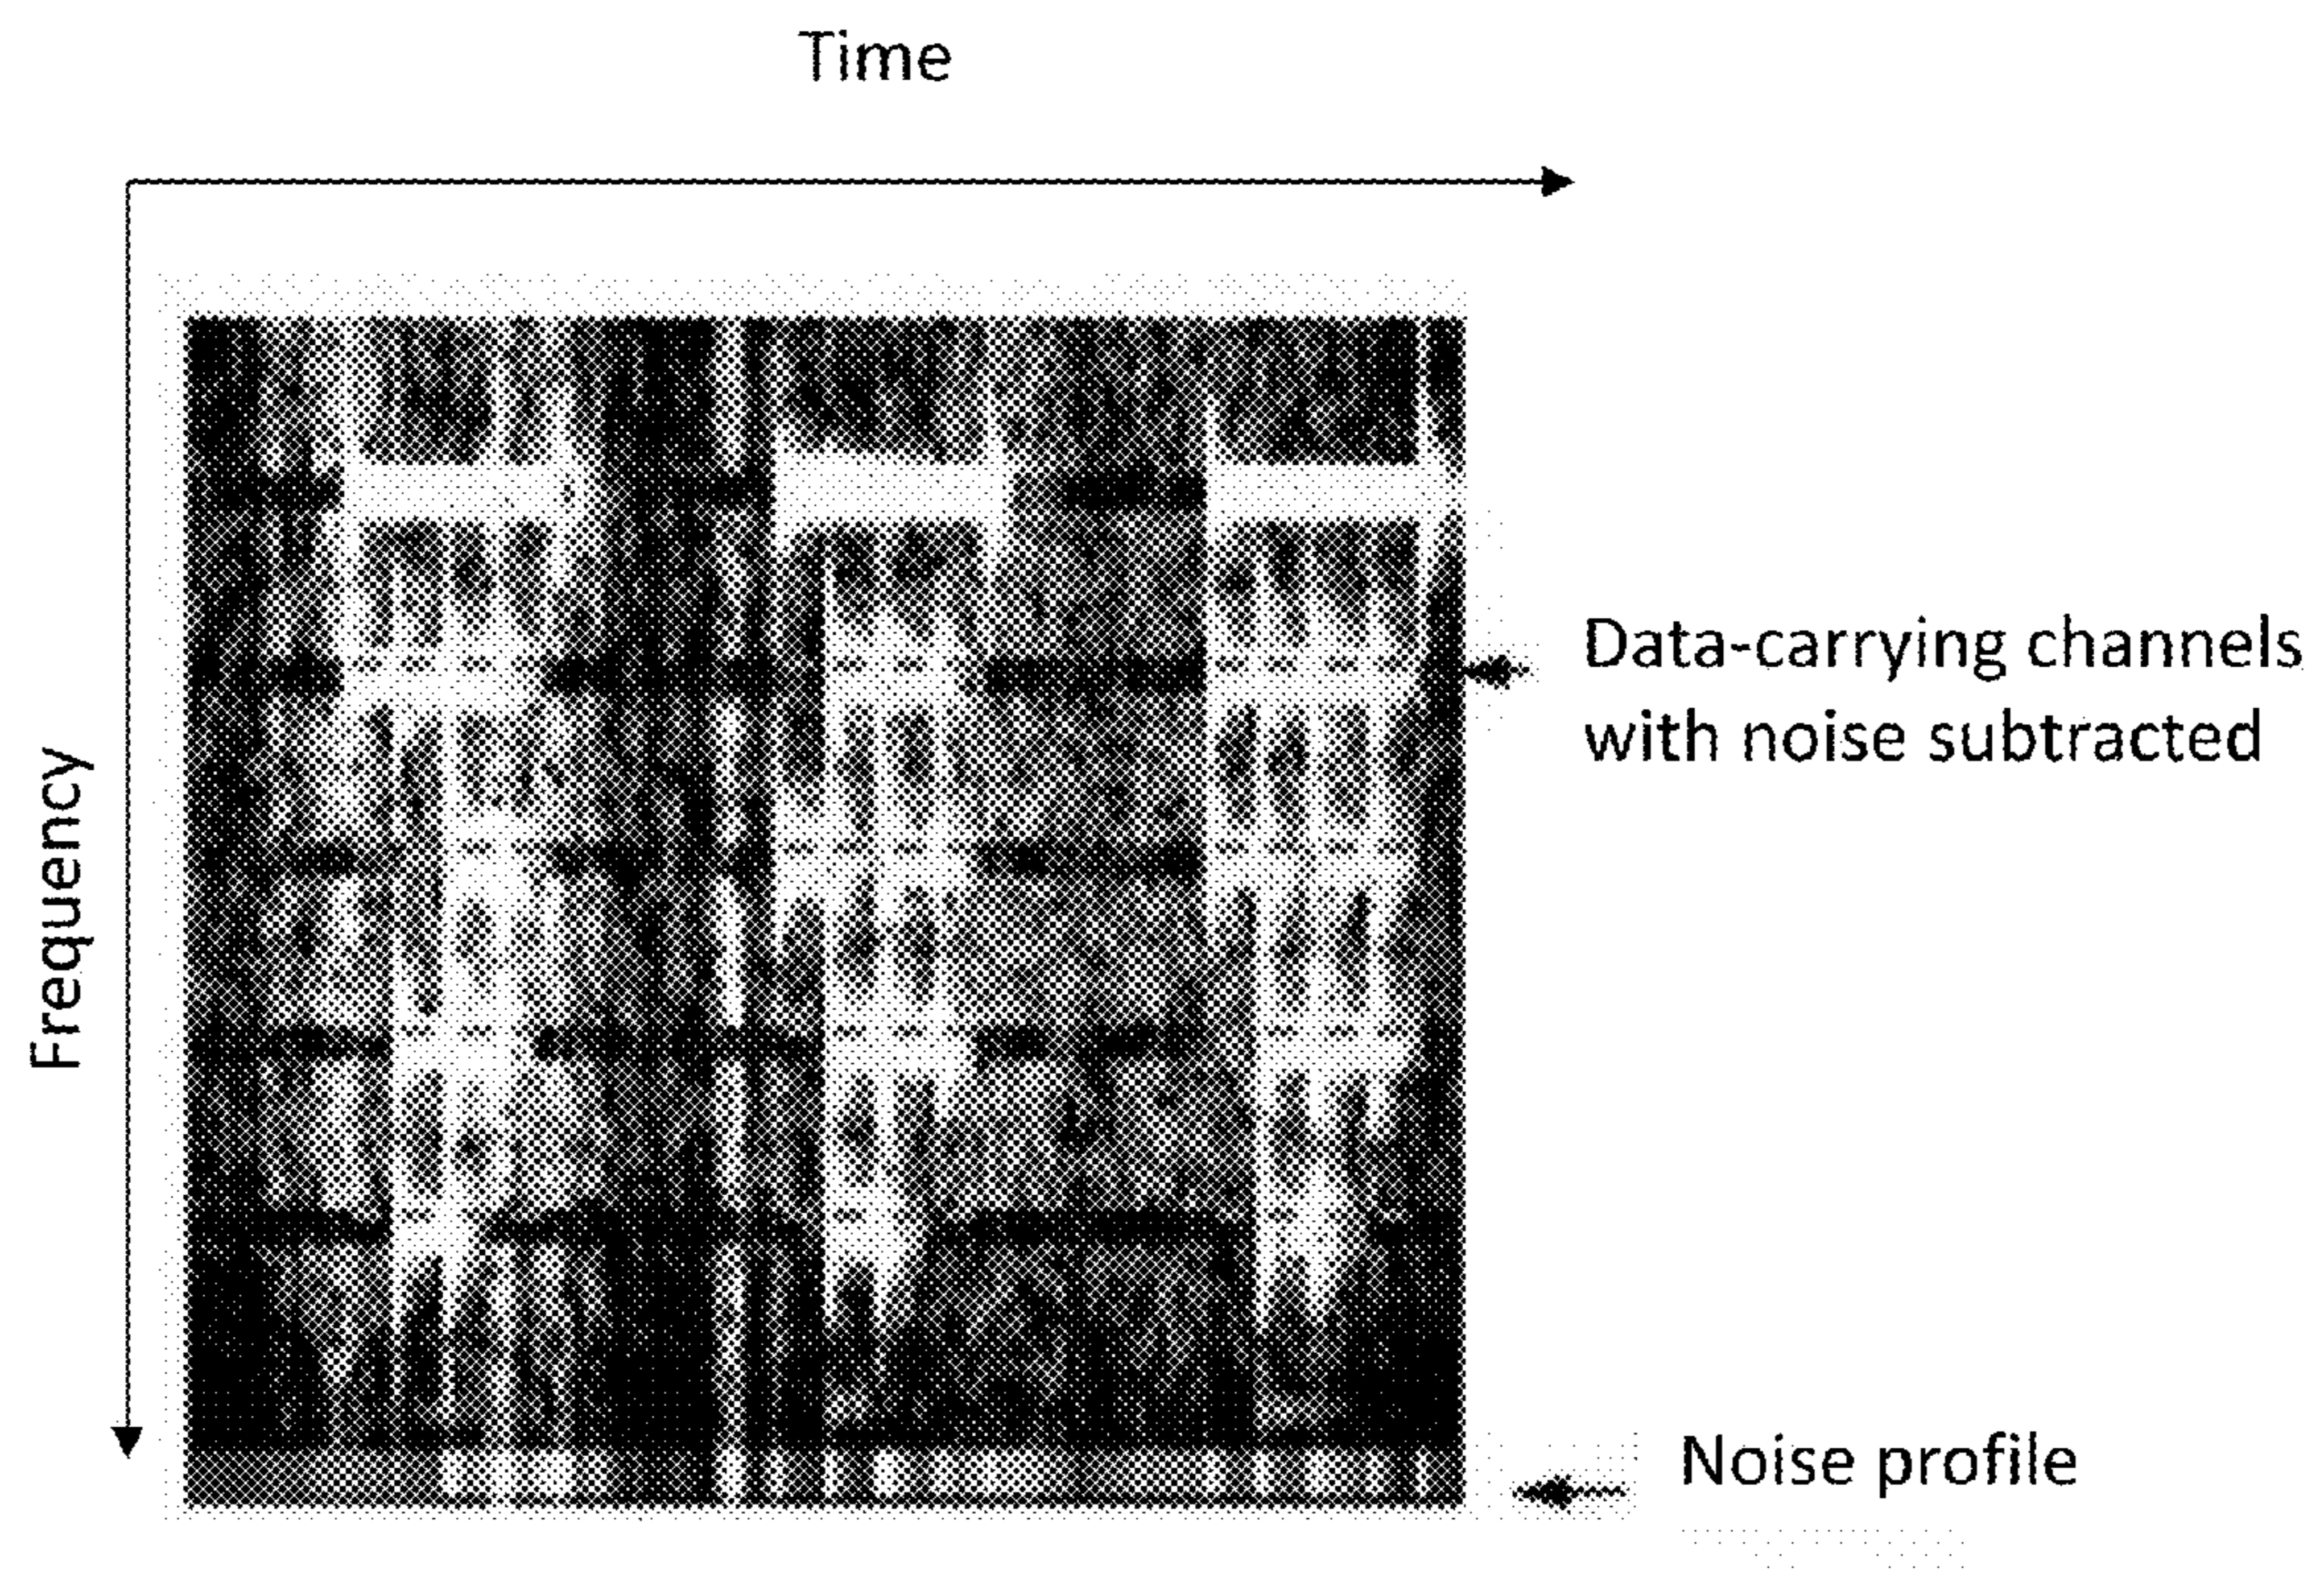 Time
Frequency
Data-carrying channels
with noise subtracted
Noise profile